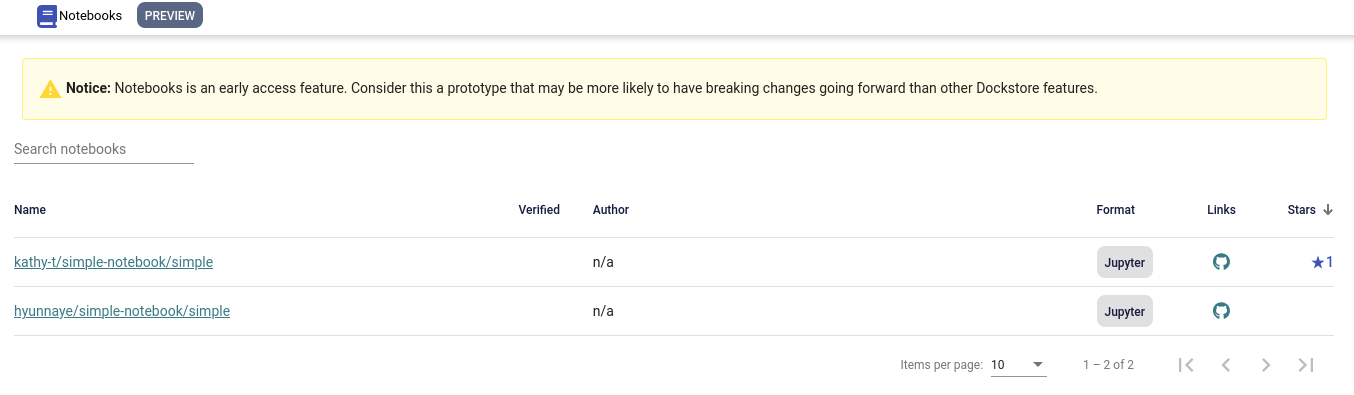 Notebooks PREVIEW
Notice: Notebooks is an early access feature. Consider this a prototype that may be more likely to have breaking changes going forward than other Dockstore features.
Search notebooks
Name Verified Author Format Links Stars
kathy-t/simple-notebook/simple n/a Jupyter 1
hyunnaye/simple-notebook/simple n/a Jupyter
Items per page: 10 1 – 2 of 2